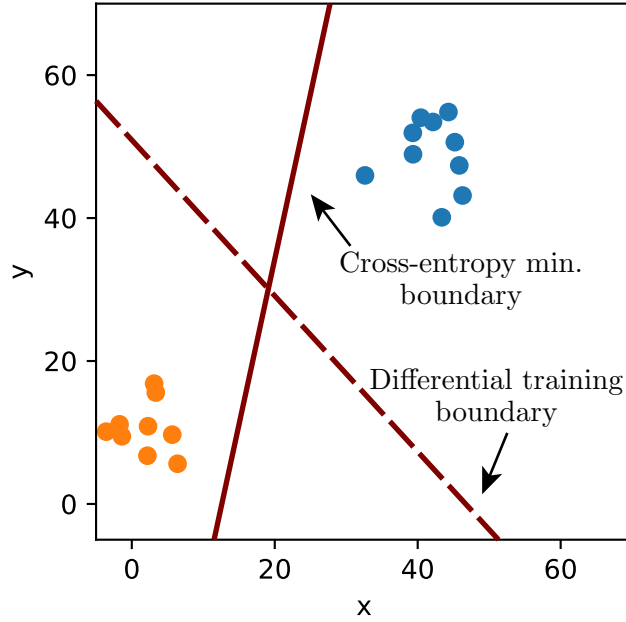 60
40
20
0
y
Cross-entropy min.
boundary
Differential training
boundary
0
20
40
60
x